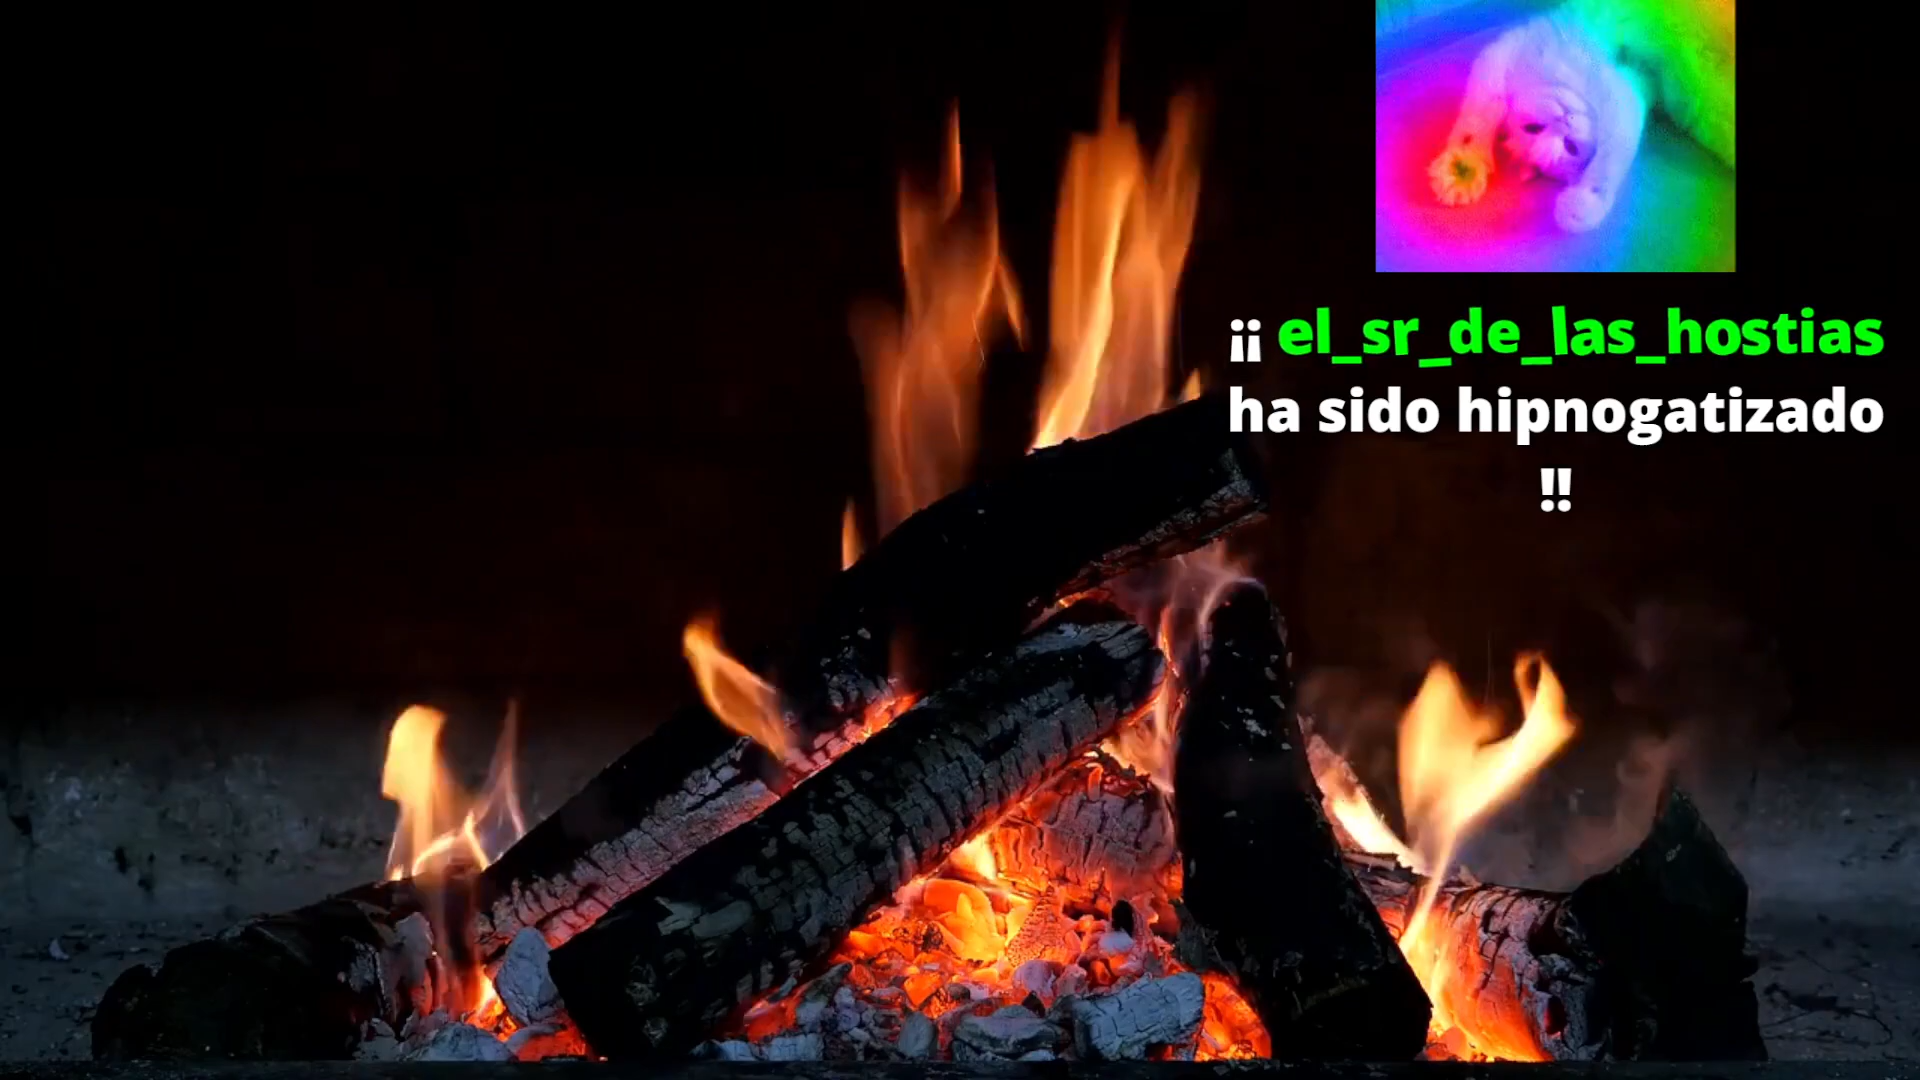 ¡¡ el_sr_de_las_hostias
ha sido hipnogatizado
!!